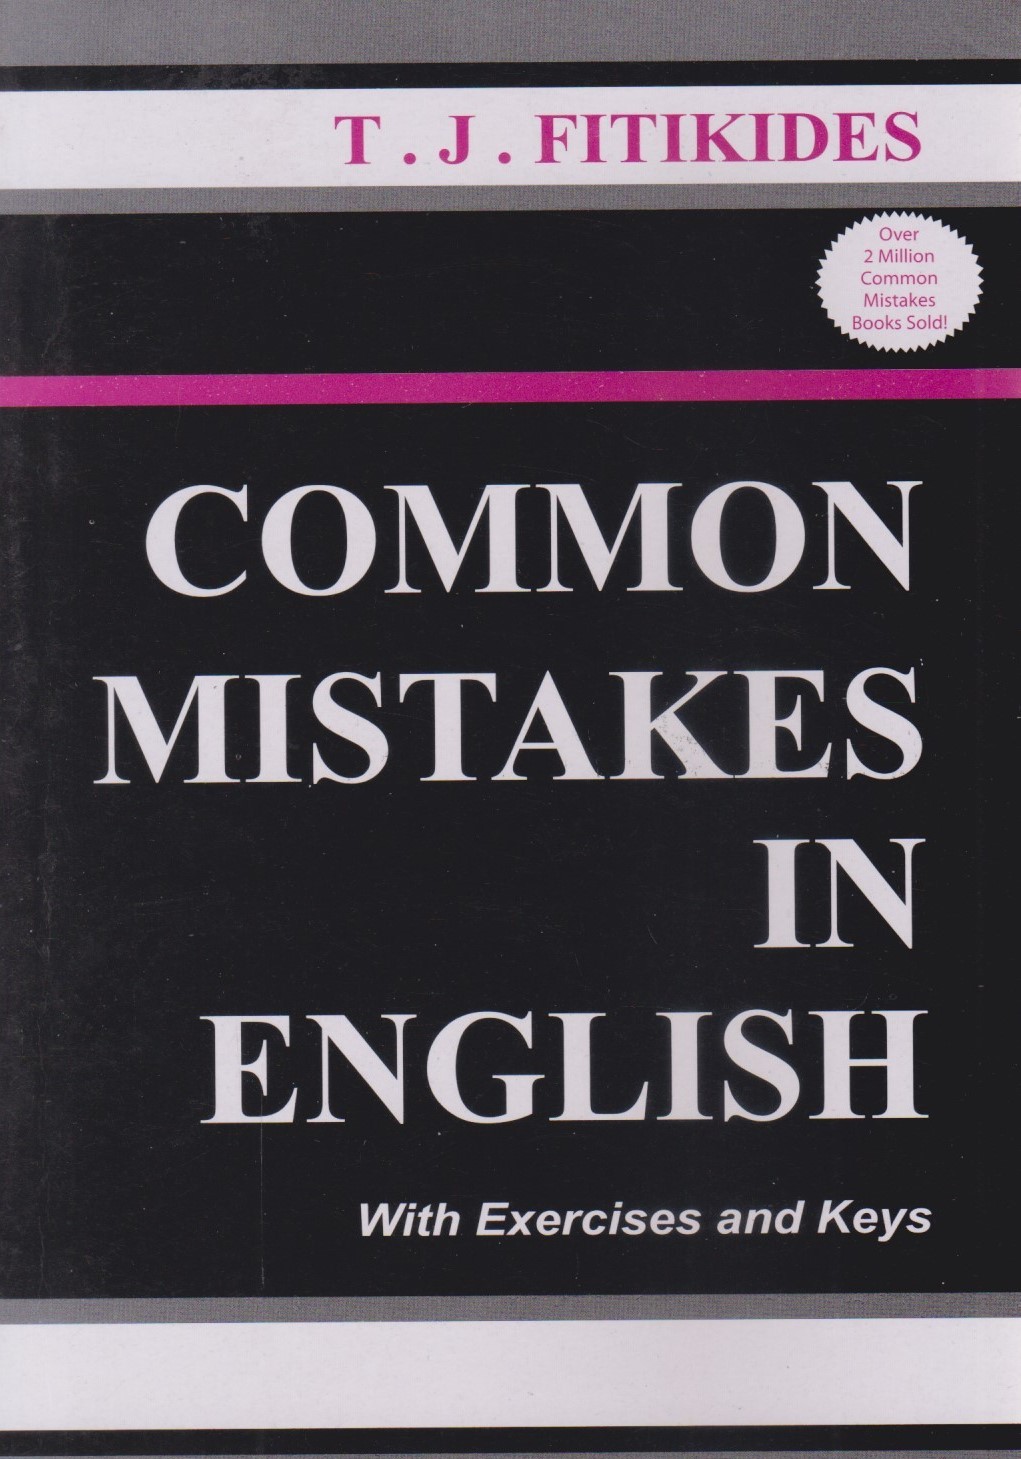 T . J . FITIKIDES
Over
2 Million
Common
Mistakes
Books Sold!
COMMON
MISTAKES
IN
ENGLISH
With Exercises and Keys